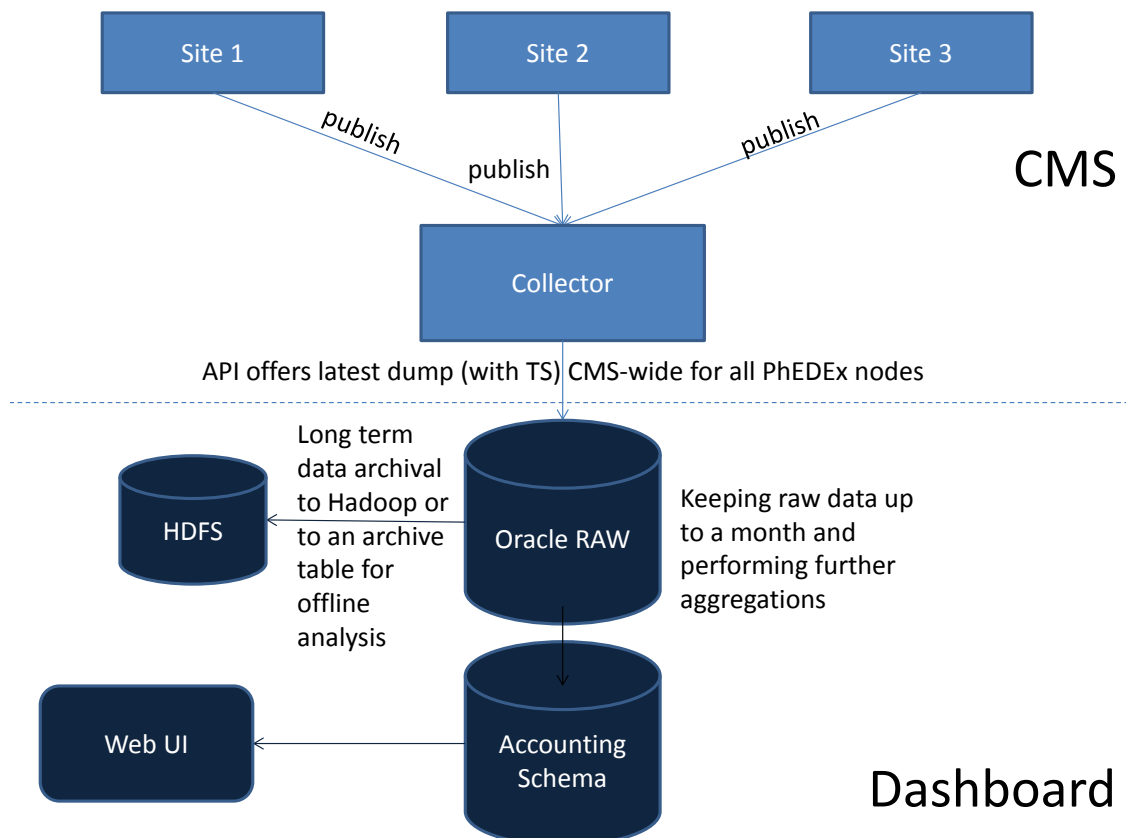 Site 1
Site 2
Site 3
publish
publish
publish
CMS
Collector
API offers latest dump (with TS) CMS-wide for all PhEDEx nodes
Long term
data archival
to Hadoop or
to an archive
table for
offline
analysis
HDFS
Oracle RAW
Keeping raw data up
to a month and
performing further
aggregations
Web UI
Accounting
Schema
Dashboard